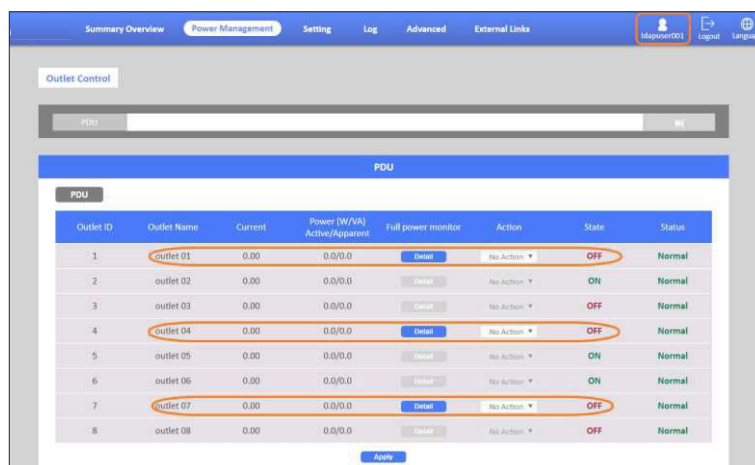 Summary Overview Power Management Setting Log Advanced External Links ldapuser001 Logout Langua
Outlet Control
PDU
PDU
PDU
Outlet ID Outlet Name Current Power (W/VA) Active/Apparent Full power monitor Action State Status
1 outlet 01 0.00 0.0/0.0 Detail No Action OFF Normal
2 outlet 02 0.00 0.0/0.0 Detail No Action ON Normal
3 outlet 03 0.00 0.0/0.0 Detail No Action OFF Normal
4 outlet 04 0.00 0.0/0.0 Detail No Action OFF Normal
5 outlet 05 0.00 0.0/0.0 Detail No Action ON Normal
6 outlet 06 0.00 0.0/0.0 Detail No Action ON Normal
7 outlet 07 0.00 0.0/0.0 Detail No Action OFF Normal
8 outlet 08 0.00 0.0/0.0 Detail No Action OFF Normal
Apply